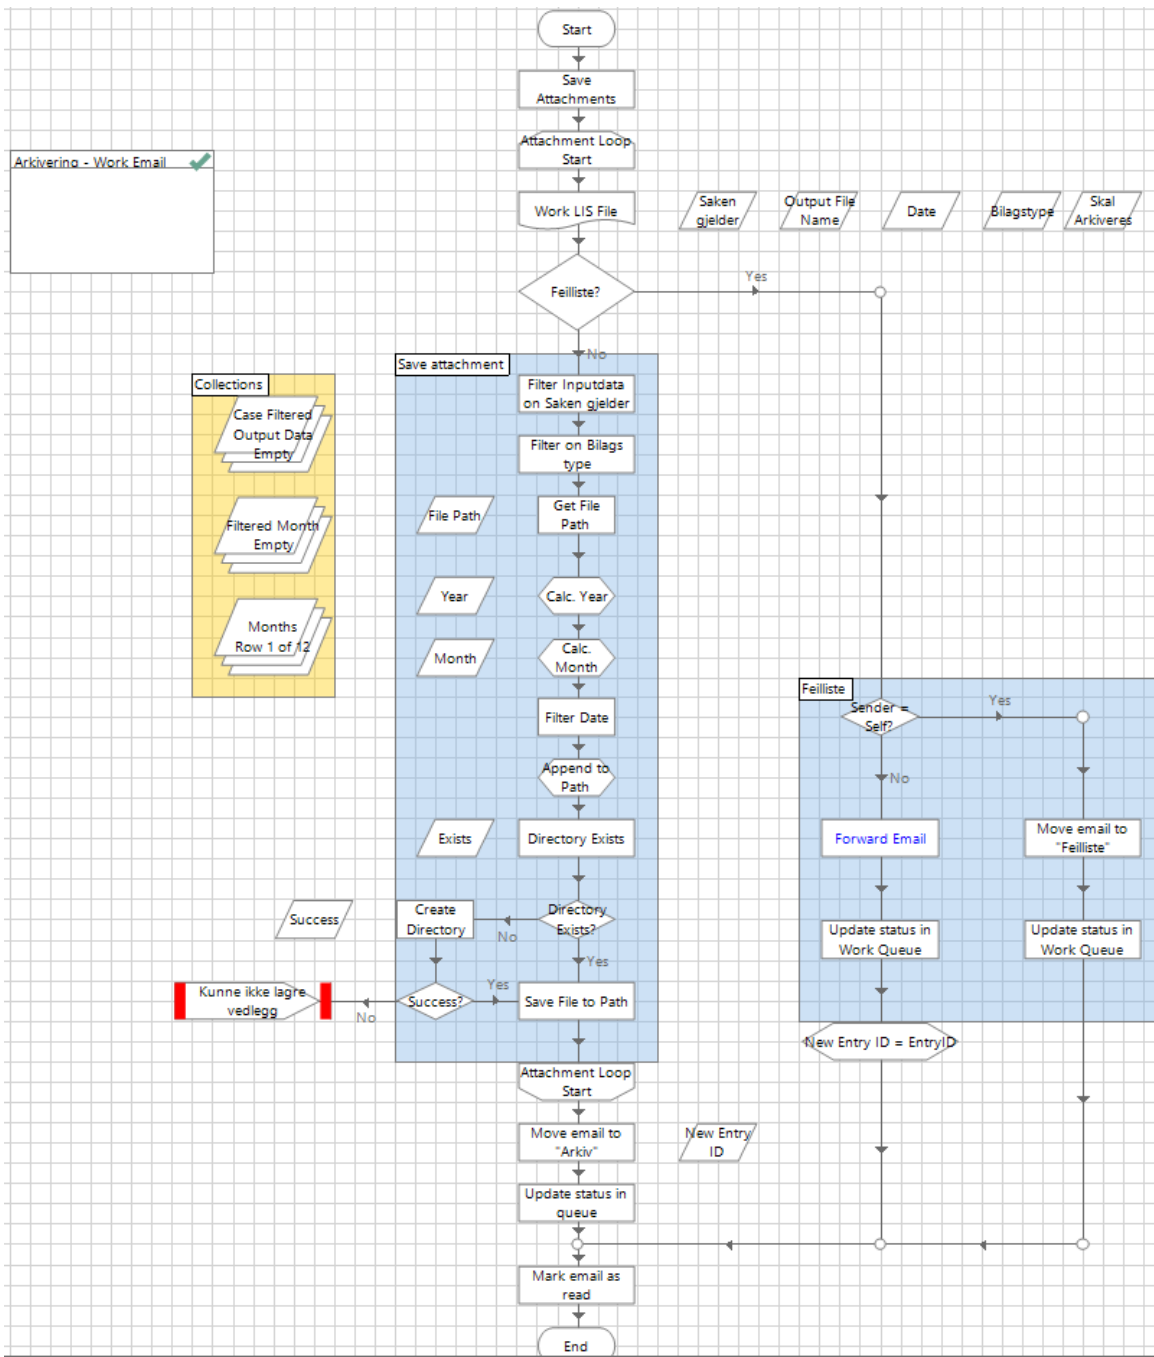 Start
Save
Attachments
Attachment Loop
Start
Arkivering - Work Email
Work LIS File
Saken
gjelder
Output File
Name
Date
Bilagstype
Skal
Arkiveres
Feilliste?
Yes
No
Save attachment
Collections
Case Filtered
Output Data
Empty
Filtered Month
Empty
Months
Row 1 of 12
Filter Inputdata
on Saken gjelder
Filter on Bilags
type
File Path
Get File
Path
Year
Calc. Year
Month
Calc.
Month
Filter Date
Append to
Path
Exists
Directory Exists
Success
Create
Directory
No
Directory
Exists?
Yes
Kunne ikke lagre
vedlegg
No
Success?
Yes
Save File to Path
Feilliste
Sender =
Self?
Yes
No
Forward Email
Move email to
"Feilliste"
Update status in
Work Queue
Update status in
Work Queue
New Entry ID = EntryID
Attachment Loop
Start
Move email to
"Arkiv"
New Entry
ID
Update status in
queue
Mark email as
read
End